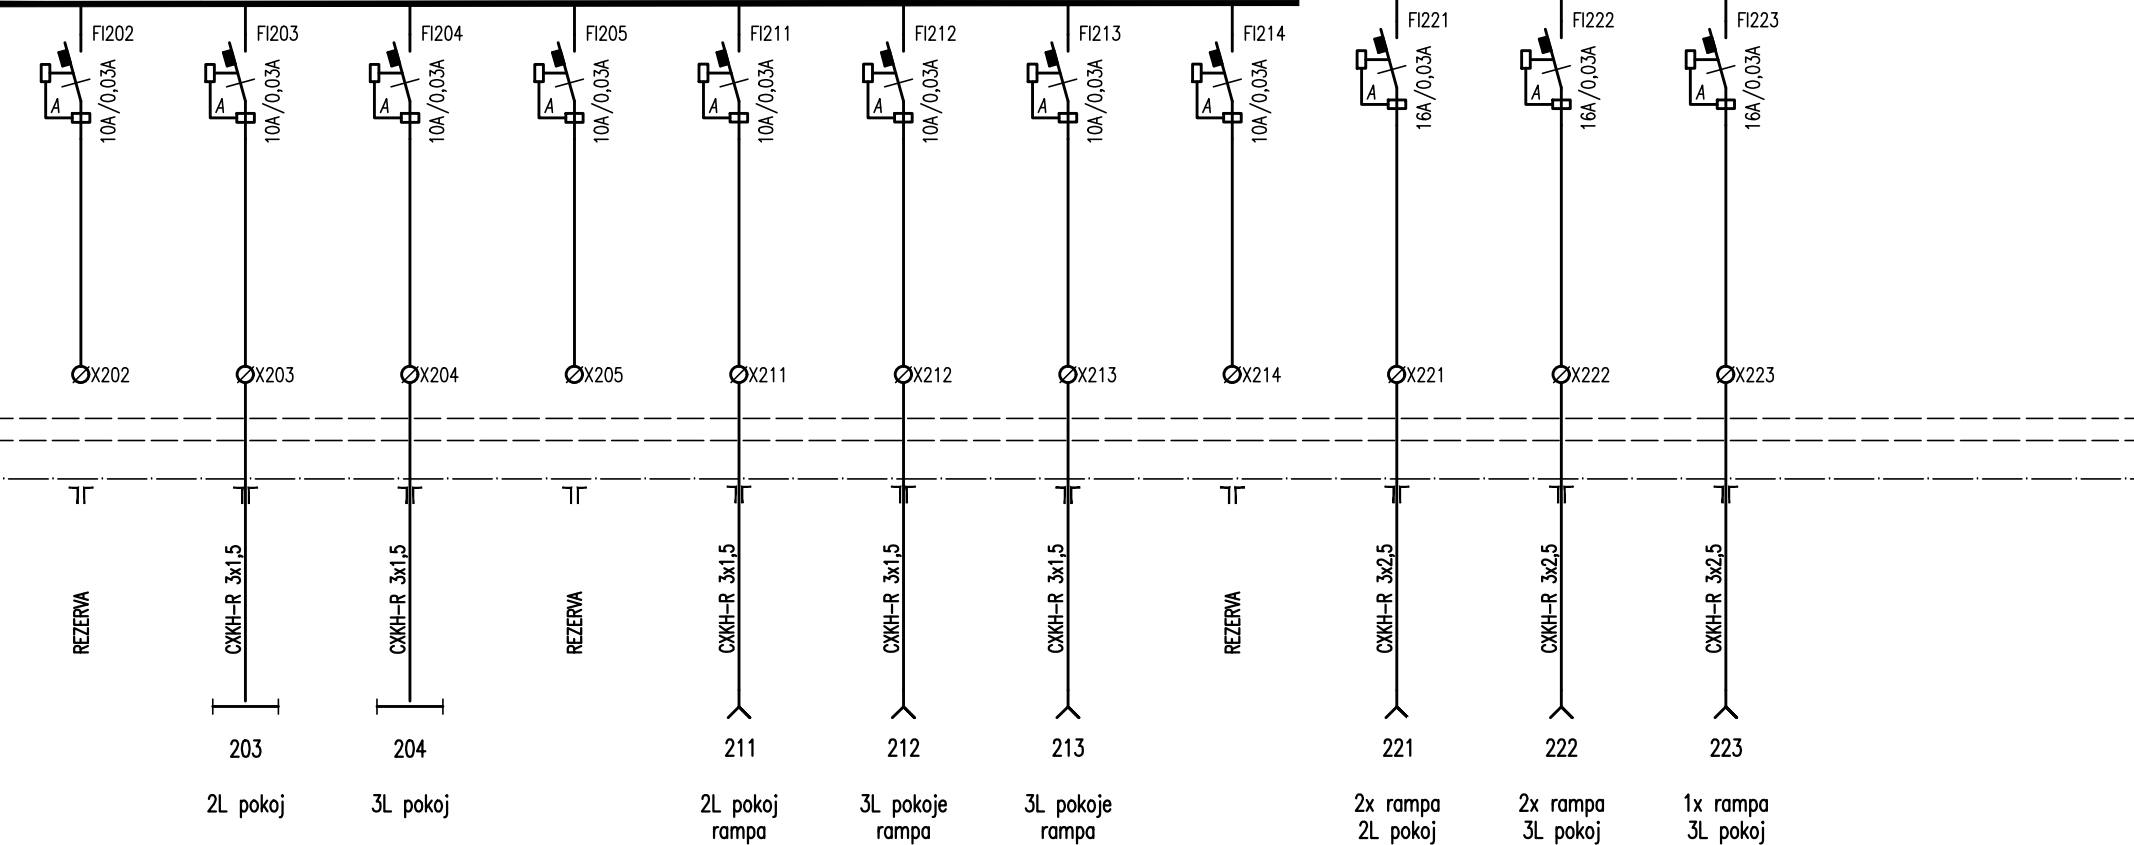 FI202 FI203 FI204 FI205 FI211 FI212 FI213 FI214 FI221 FI222 FI223
10A/0,03A 10A/0,03A 10A/0,03A 10A/0,03A 10A/0,03A 10A/0,03A 10A/0,03A 10A/0,03A 16A/0,03A 16A/0,03A 16A/0,03A
A A A A A A A A A A A
X202 X203 X204 X205 X211 X212 X213 X214 X221 X222 X223
REZERVA CXKH-R 3x1,5 CXKH-R 3x1,5 REZERVA CXKH-R 3x1,5 CXKH-R 3x1,5 CXKH-R 3x1,5 REZERVA CXKH-R 3x2,5 CXKH-R 3x2,5 CXKH-R 3x2,5
203 204 211 212 213 221 222 223
2L pokoj 3L pokoj 2L pokoj 3L pokoje 3L pokoje 2x rampa 2x rampa 1x rampa
rampa rampa rampa 2L pokoj 3L pokoj 3L pokoj